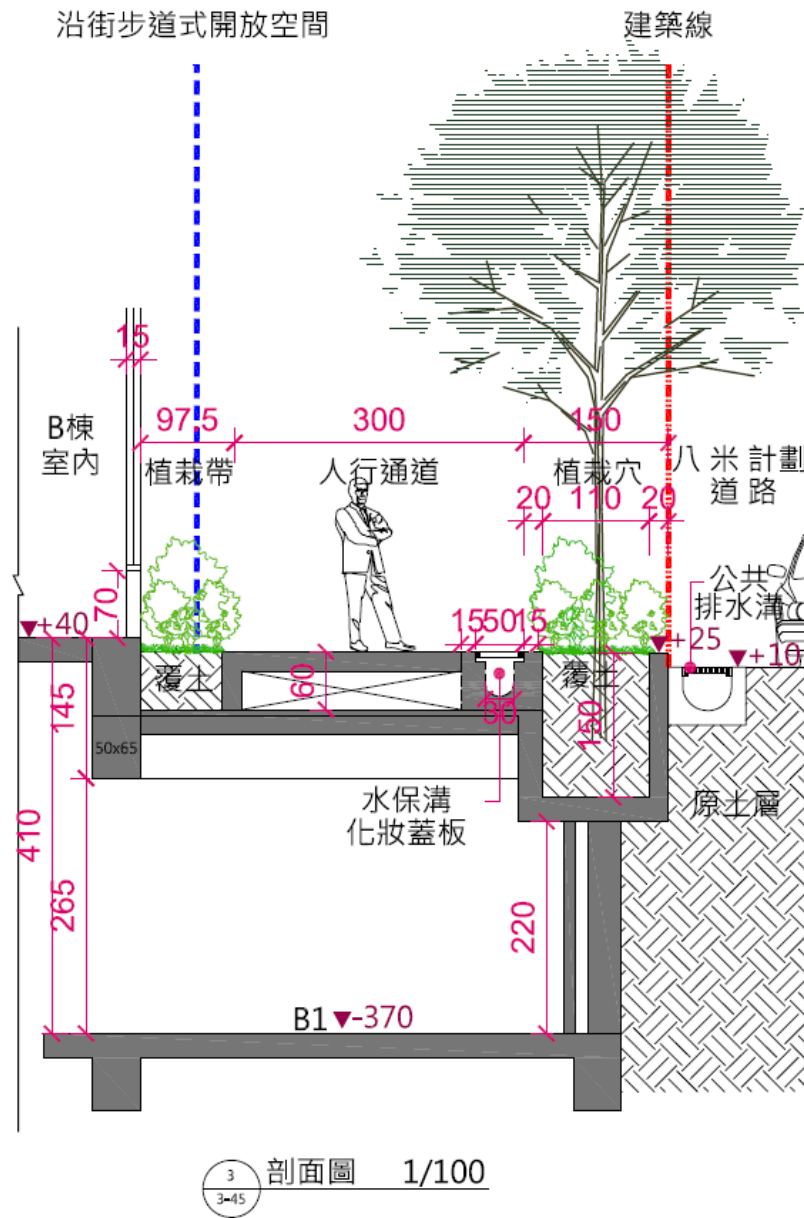 沿街步道式開放空間
建築線
15
97.5
300
150
B棟
室內
植栽帶
人行通道
植栽穴
八米計劃
道路
20
110
20
70
公共
排水溝
15
50
15
+40
+25
+10
覆土
60
覆土
30
145
150
50x65
水保溝
化妝蓋板
原土層
410
265
220
B1
-370
3
3-45
剖面圖 1/100